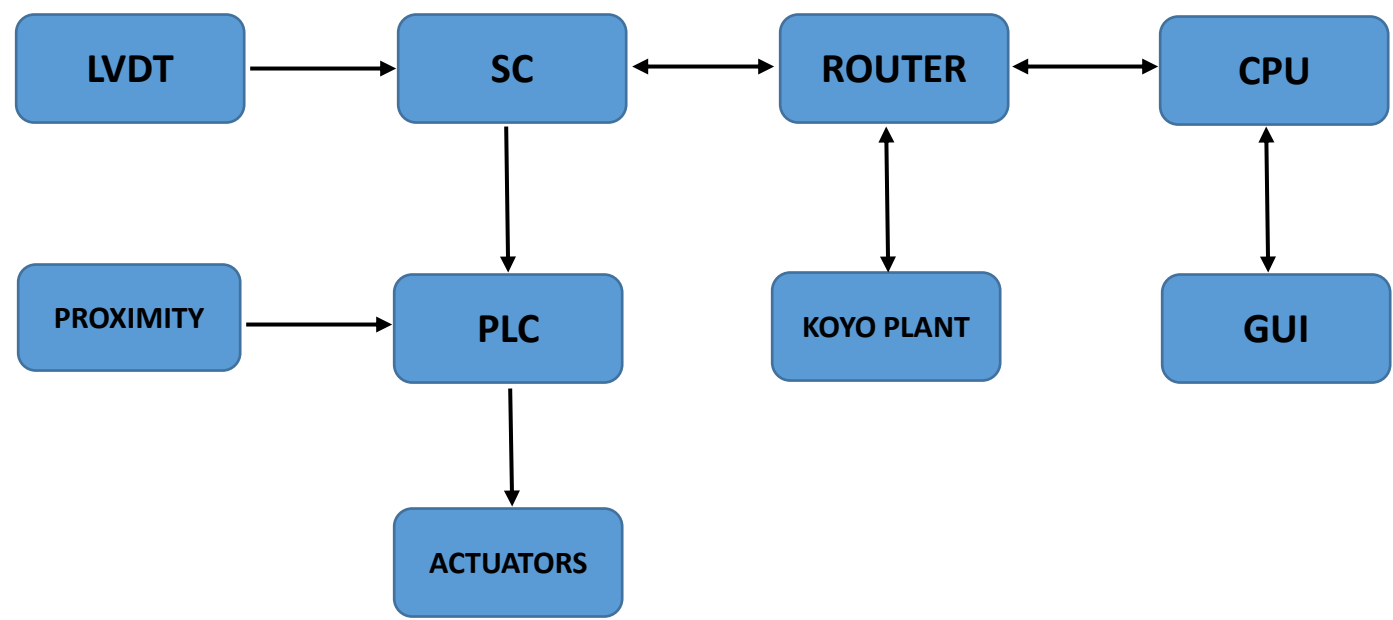 LVDT
SC
ROUTER
CPU
PROXIMITY
PLC
KOYO PLANT
GUI
ACTUATORS